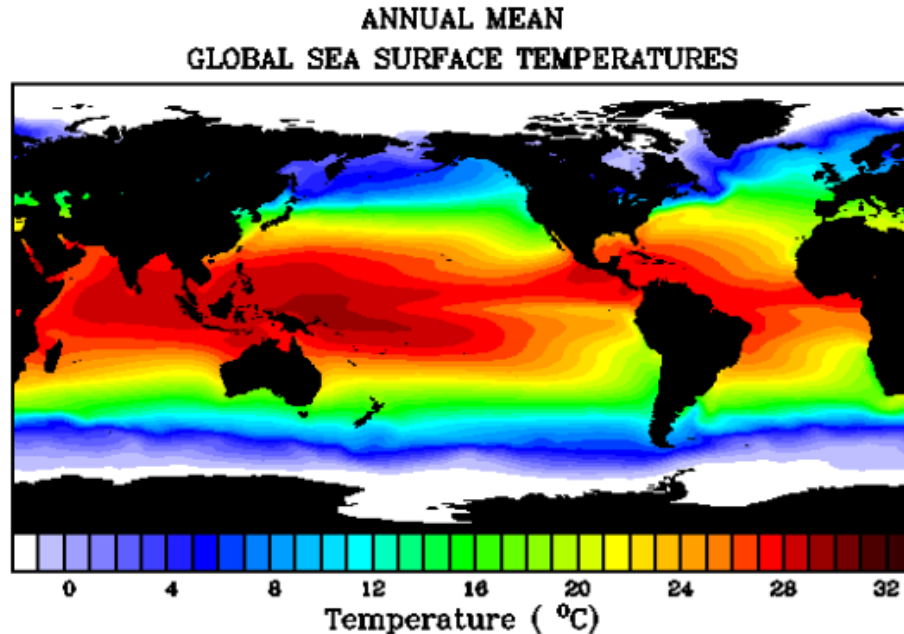 ANNUAL MEAN
GLOBAL SEA SURFACE TEMPERATURES
0 4 8 12 16 20 24 28 32
Temperature ( °C)